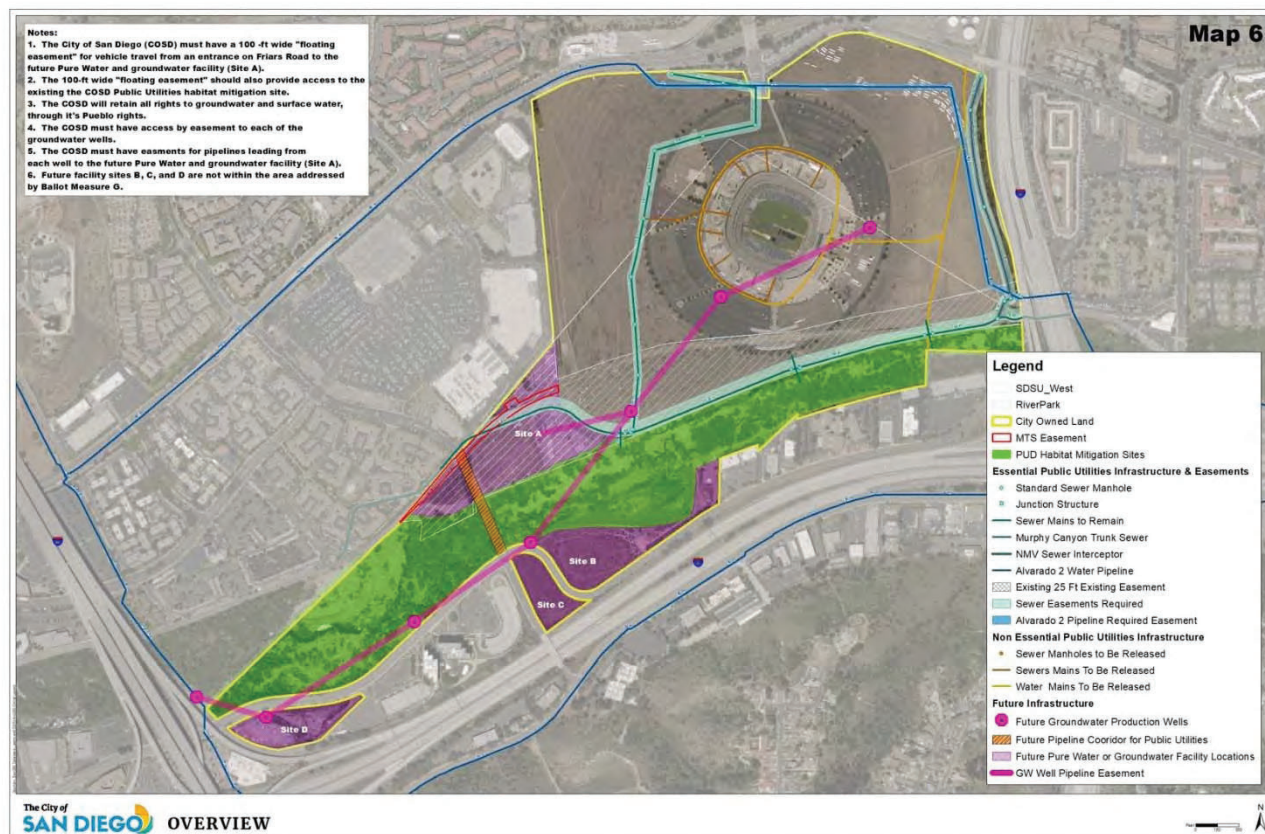 Map 6
Notes:
1. The City of San Diego (COSD) must have a 100 -ft wide "floating
easement" for vehicle travel from an entrance on Friars Road to the
future Pure Water and groundwater facility (Site A).
2. The 100-ft wide "floating easement" should also provide access to the
existing the COSD Public Utilities habitat mitigation site.
3. The COSD will retain all rights to groundwater and surface water,
through it's Pueblo rights.
4. The COSD must have access by easement to each of the
groundwater wells.
5. The COSD must have easments for pipelines leading from
each well to the future Pure Water and groundwater facility (Site A).
6. Future facility sites B, C, and D are not within the area addressed
by Ballot Measure G.
Site A
Site B
Site C
Site D
Legend
SDSU_West
RiverPark
City Owned Land
MTS Easement
PUD Habitat Mitigation Sites
Essential Public Utilities Infrastructure & Easements
Standard Sewer Manhole
Junction Structure
Sewer Mains to Remain
Murphy Canyon Trunk Sewer
NMV Sewer Interceptor
Alvarado 2 Water Pipeline
Existing 25 Ft Existing Easement
Sewer Easements Required
Alvarado 2 Pipeline Required Easement
Non Essential Public Utilities Infrastructure
Sewer Manholes to Be Released
Sewers Mains To Be Released
Water Mains To Be Released
Future Infrastructure
Future Groundwater Production Wells
Future Pipeline Cooridor for Public Utilities
Future Pure Water or Groundwater Facility Locations
GW Well Pipeline Easement
The City of
SAN DIEGO
OVERVIEW
N